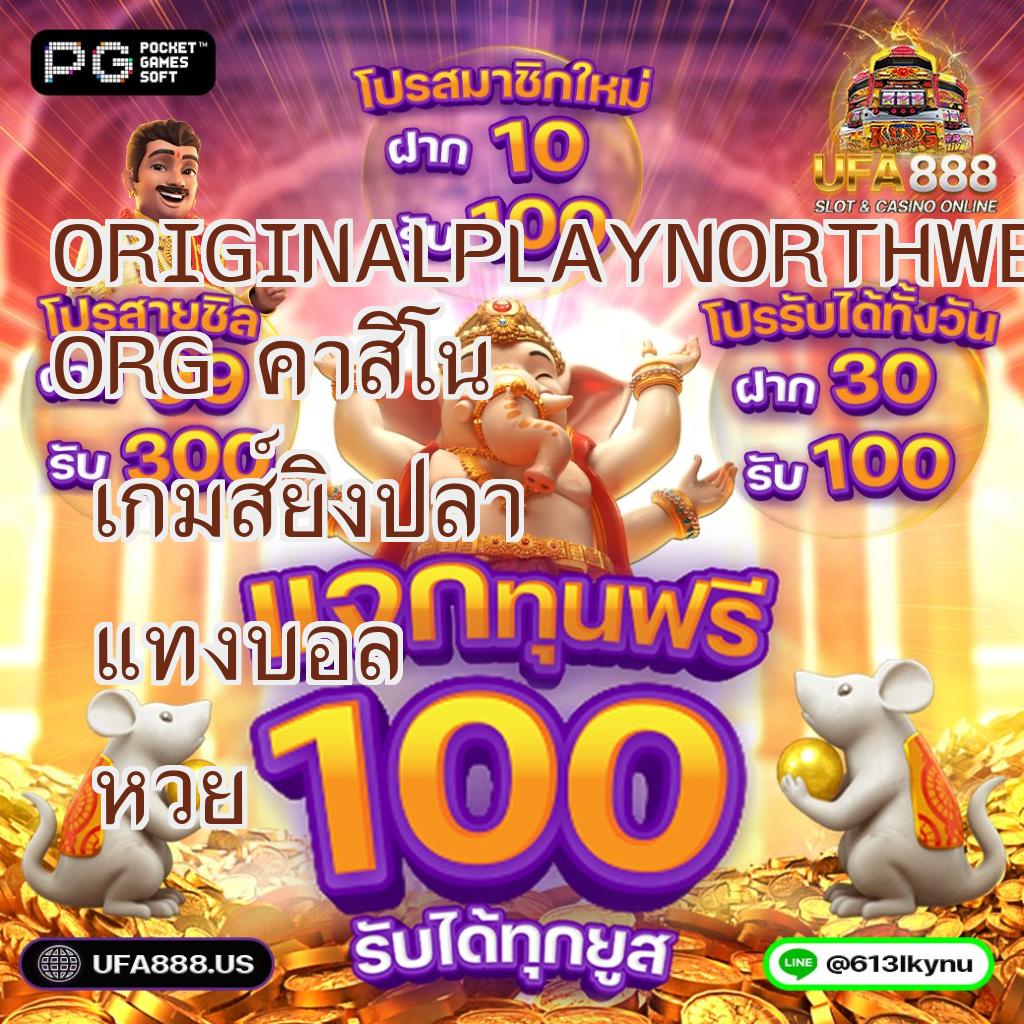 PG POCKET GAMES SOFT™
โปรสมาชิกใหม่
ฝาก 10
รับ 100
UFA888
SLOT & CASINO ONLINE
ORIGINALPLAYNORTHWE
ORG คาสิโน
เกมส์ยิงปลา
แทงบอล
หวย
โปรสายชิล
รับ 300
โปรรับได้ทั้งวัน
ฝาก 30
รับ 100
แจกทุนฟรี
100
รับได้ทุกยูส
UFA888.US
LINE @613lkynu